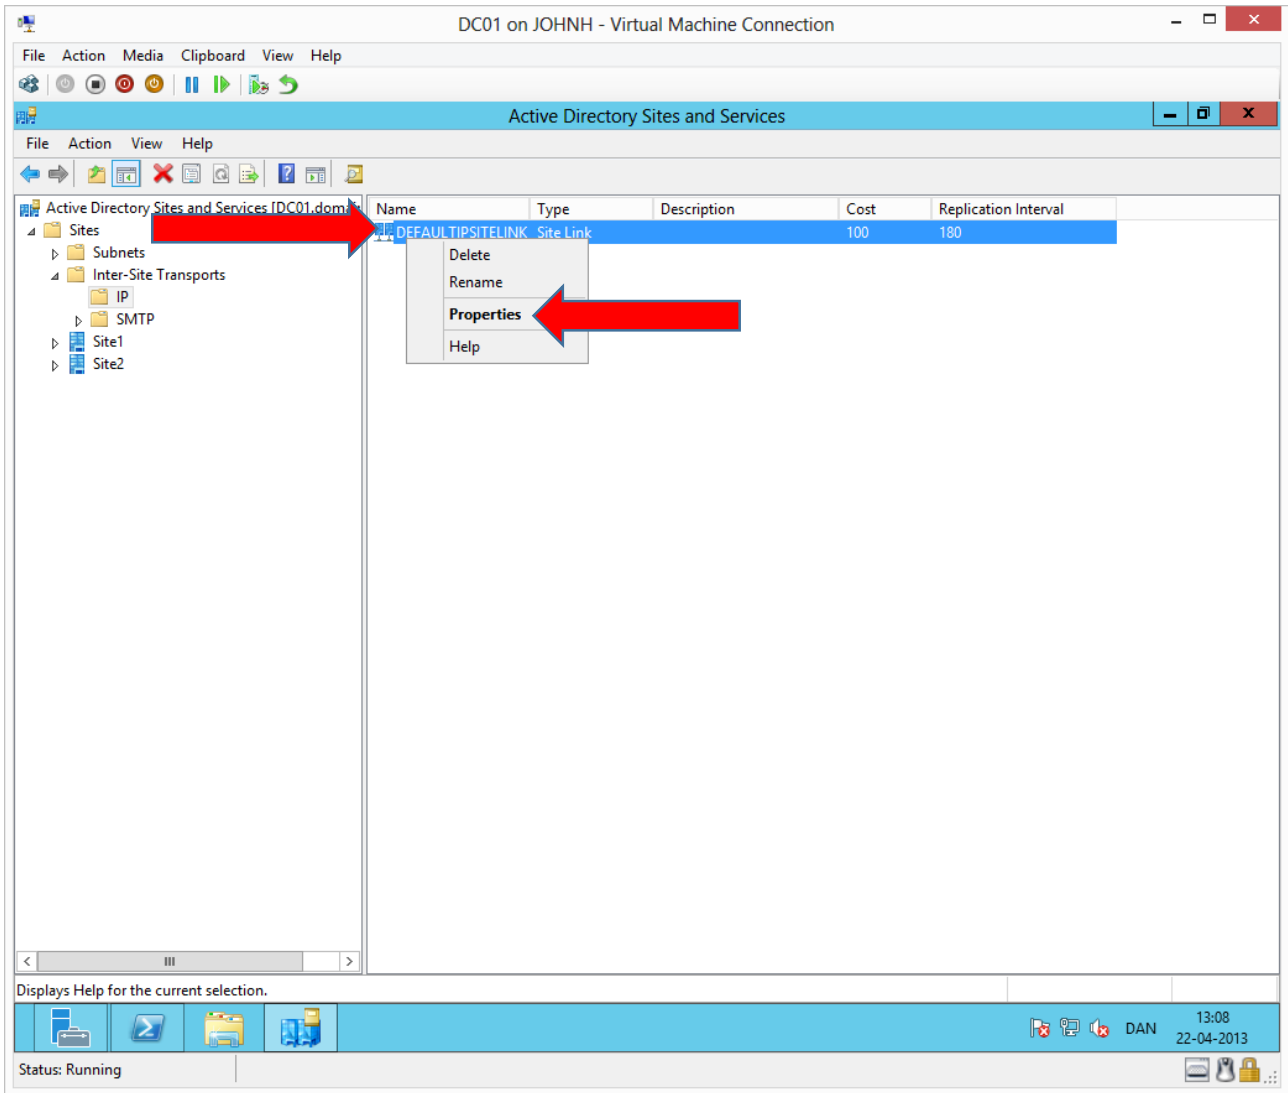 DC01 on JOHNH - Virtual Machine Connection
File Action Media Clipboard View Help
Active Directory Sites and Services
File Action View Help
Active Directory Sites and Services [DC01.domai
Name Type Description Cost Replication Interval
Sites
DEFAULTIPSITELINK Site Link 100 180
Subnets
Delete
Inter-Site Transports
Rename
IP
Properties
SMTP
Site1
Help
Site2
Displays Help for the current selection.
DAN
13:08
22-04-2013
Status: Running